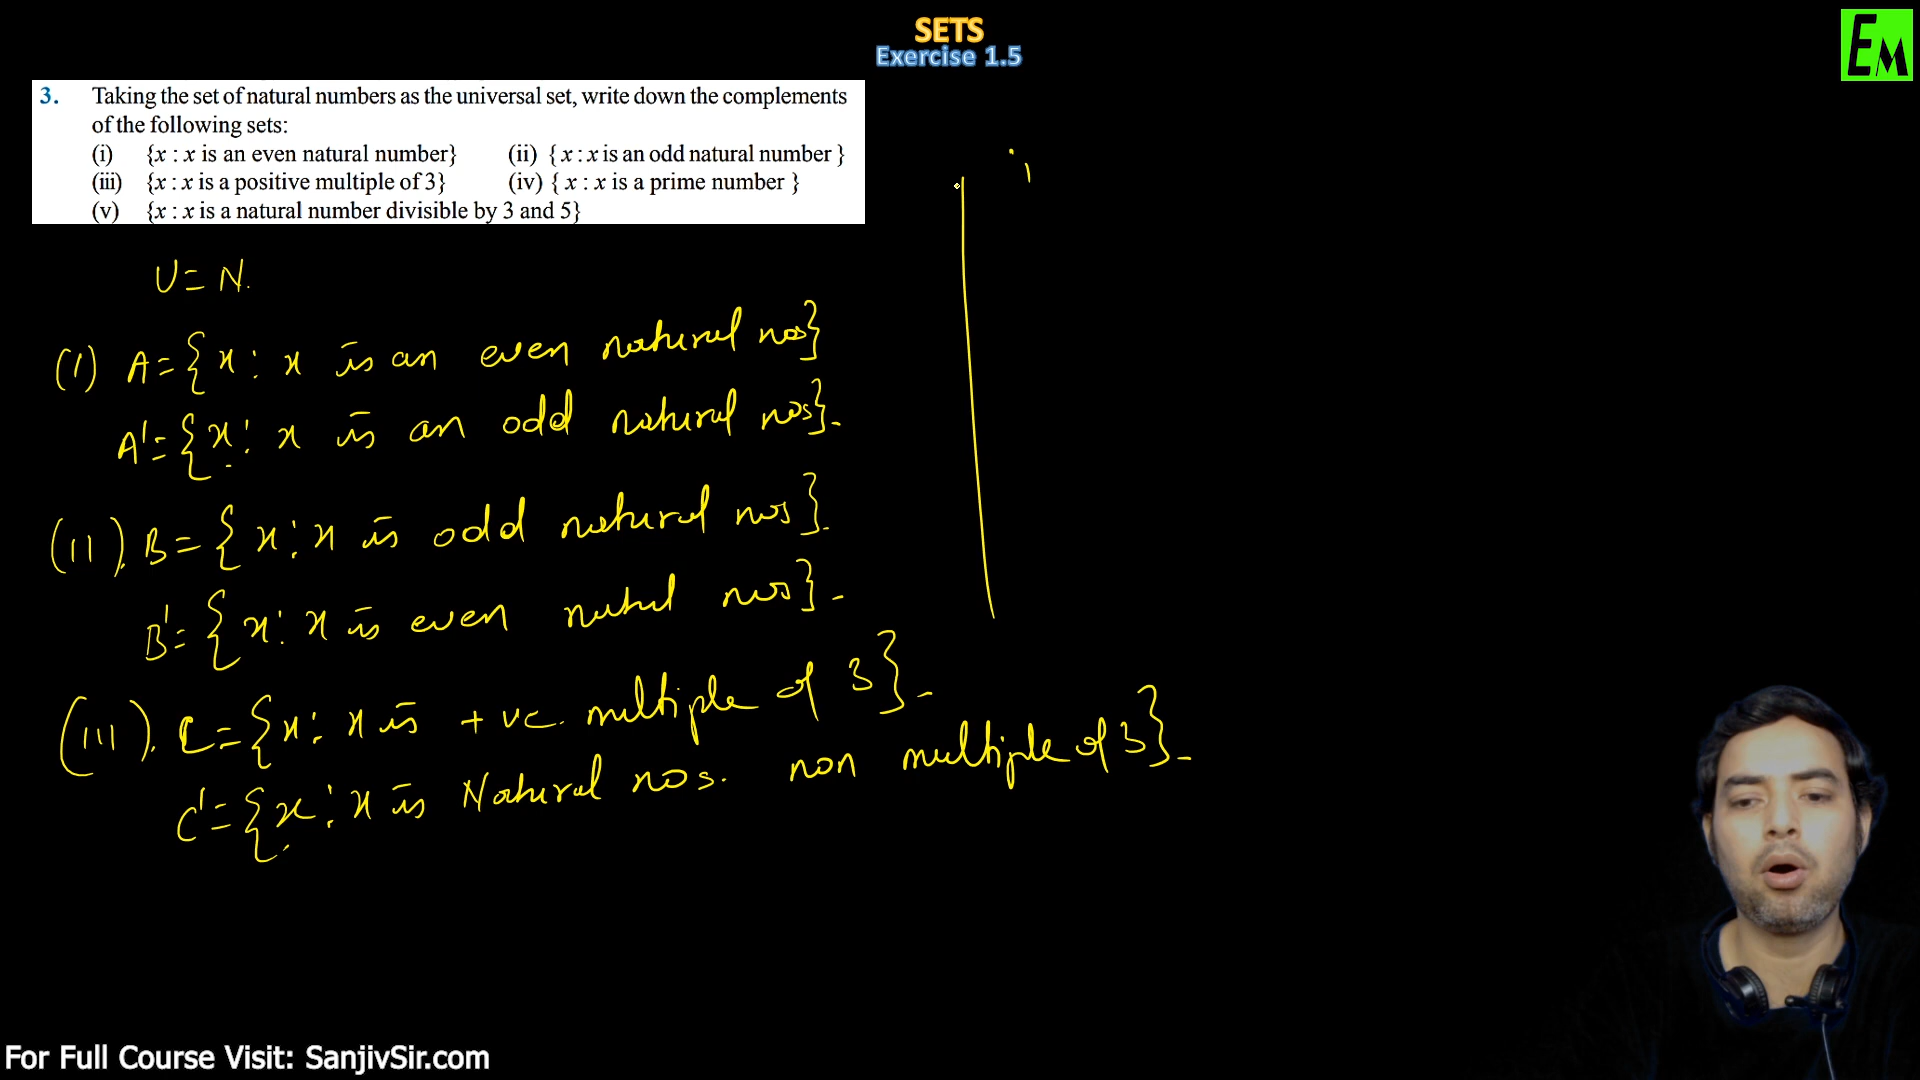 SETS
Exercise 1.5
EM
3. Taking the set of natural numbers as the universal set, write down the complements
of the following sets:
(i) {x : x is an even natural number} (ii) { x : x is an odd natural number }
(iii) {x : x is a positive multiple of 3} (iv) { x : x is a prime number }
(v) {x : x is a natural number divisible by 3 and 5}
U = N.
(i) A = {x : x is an even natural nos}
A' = {x : x is an odd natural nos}.
(ii). B = { x : x is odd natural nos }.
B' = { x : x is even natural nos }.
(iii). C = {x : x is +ve. multiple of 3}.
C' = {x : x is Natural nos. non multiple of 3}.
For Full Course Visit: SanjivSir.com